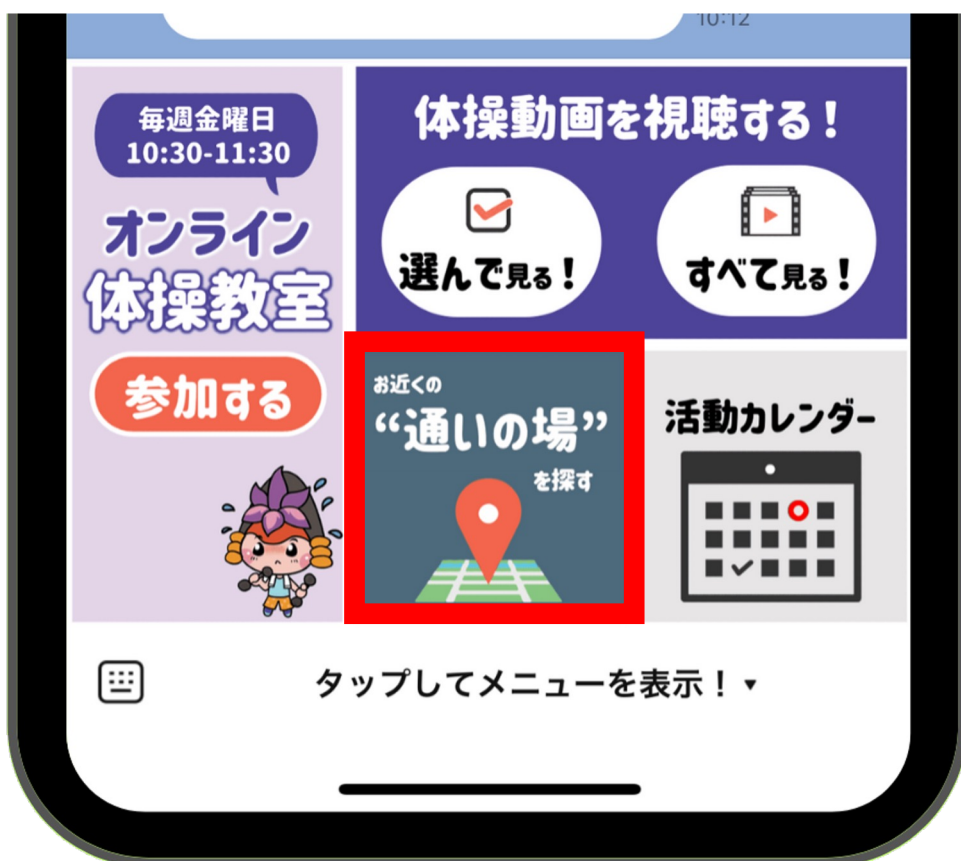 10:12
毎週金曜日
10:30-11:30
オンライン
体操教室
参加する
体操動画を視聴する！
選んで見る！
すべて見る！
お近くの
“通いの場”
を探す
活動カレンダー
タップしてメニューを表示！▼